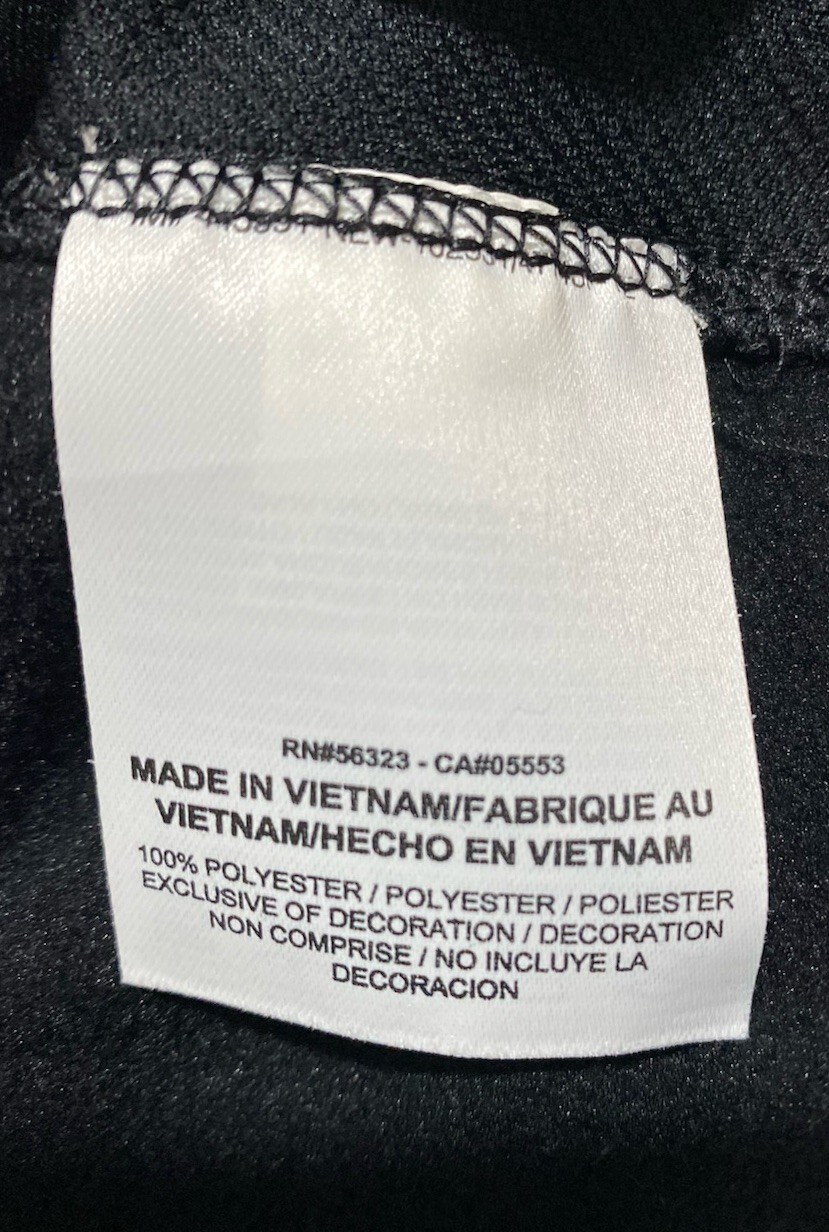 RN#56323 - CA#05553
MADE IN VIETNAM/FABRIQUE AU
VIETNAM/HECHO EN VIETNAM
100% POLYESTER / POLYESTER / POLIESTER
EXCLUSIVE OF DECORATION / DECORATION
NON COMPRISE / NO INCLUYE LA
DECORACION